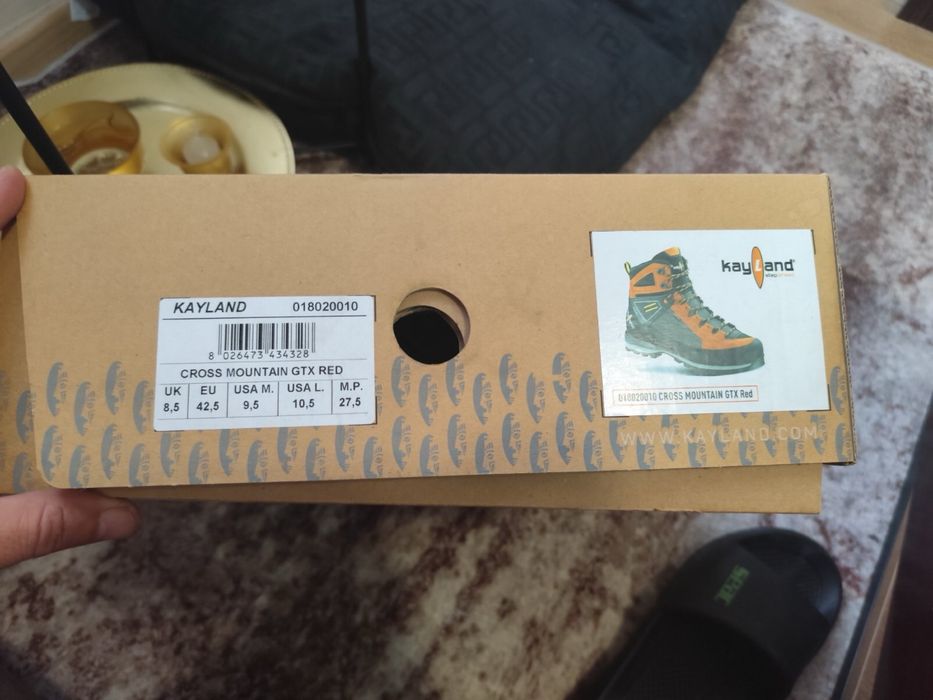 KAYLAND 018020010
8 026473 434328
CROSS MOUNTAIN GTX RED
UK EU USA M. USA L. M.P.
8,5 42,5 9,5 10,5 27,5
kayland
018020010 CROSS MOUNTAIN GTX Red
WWW.KAYLAND.COM